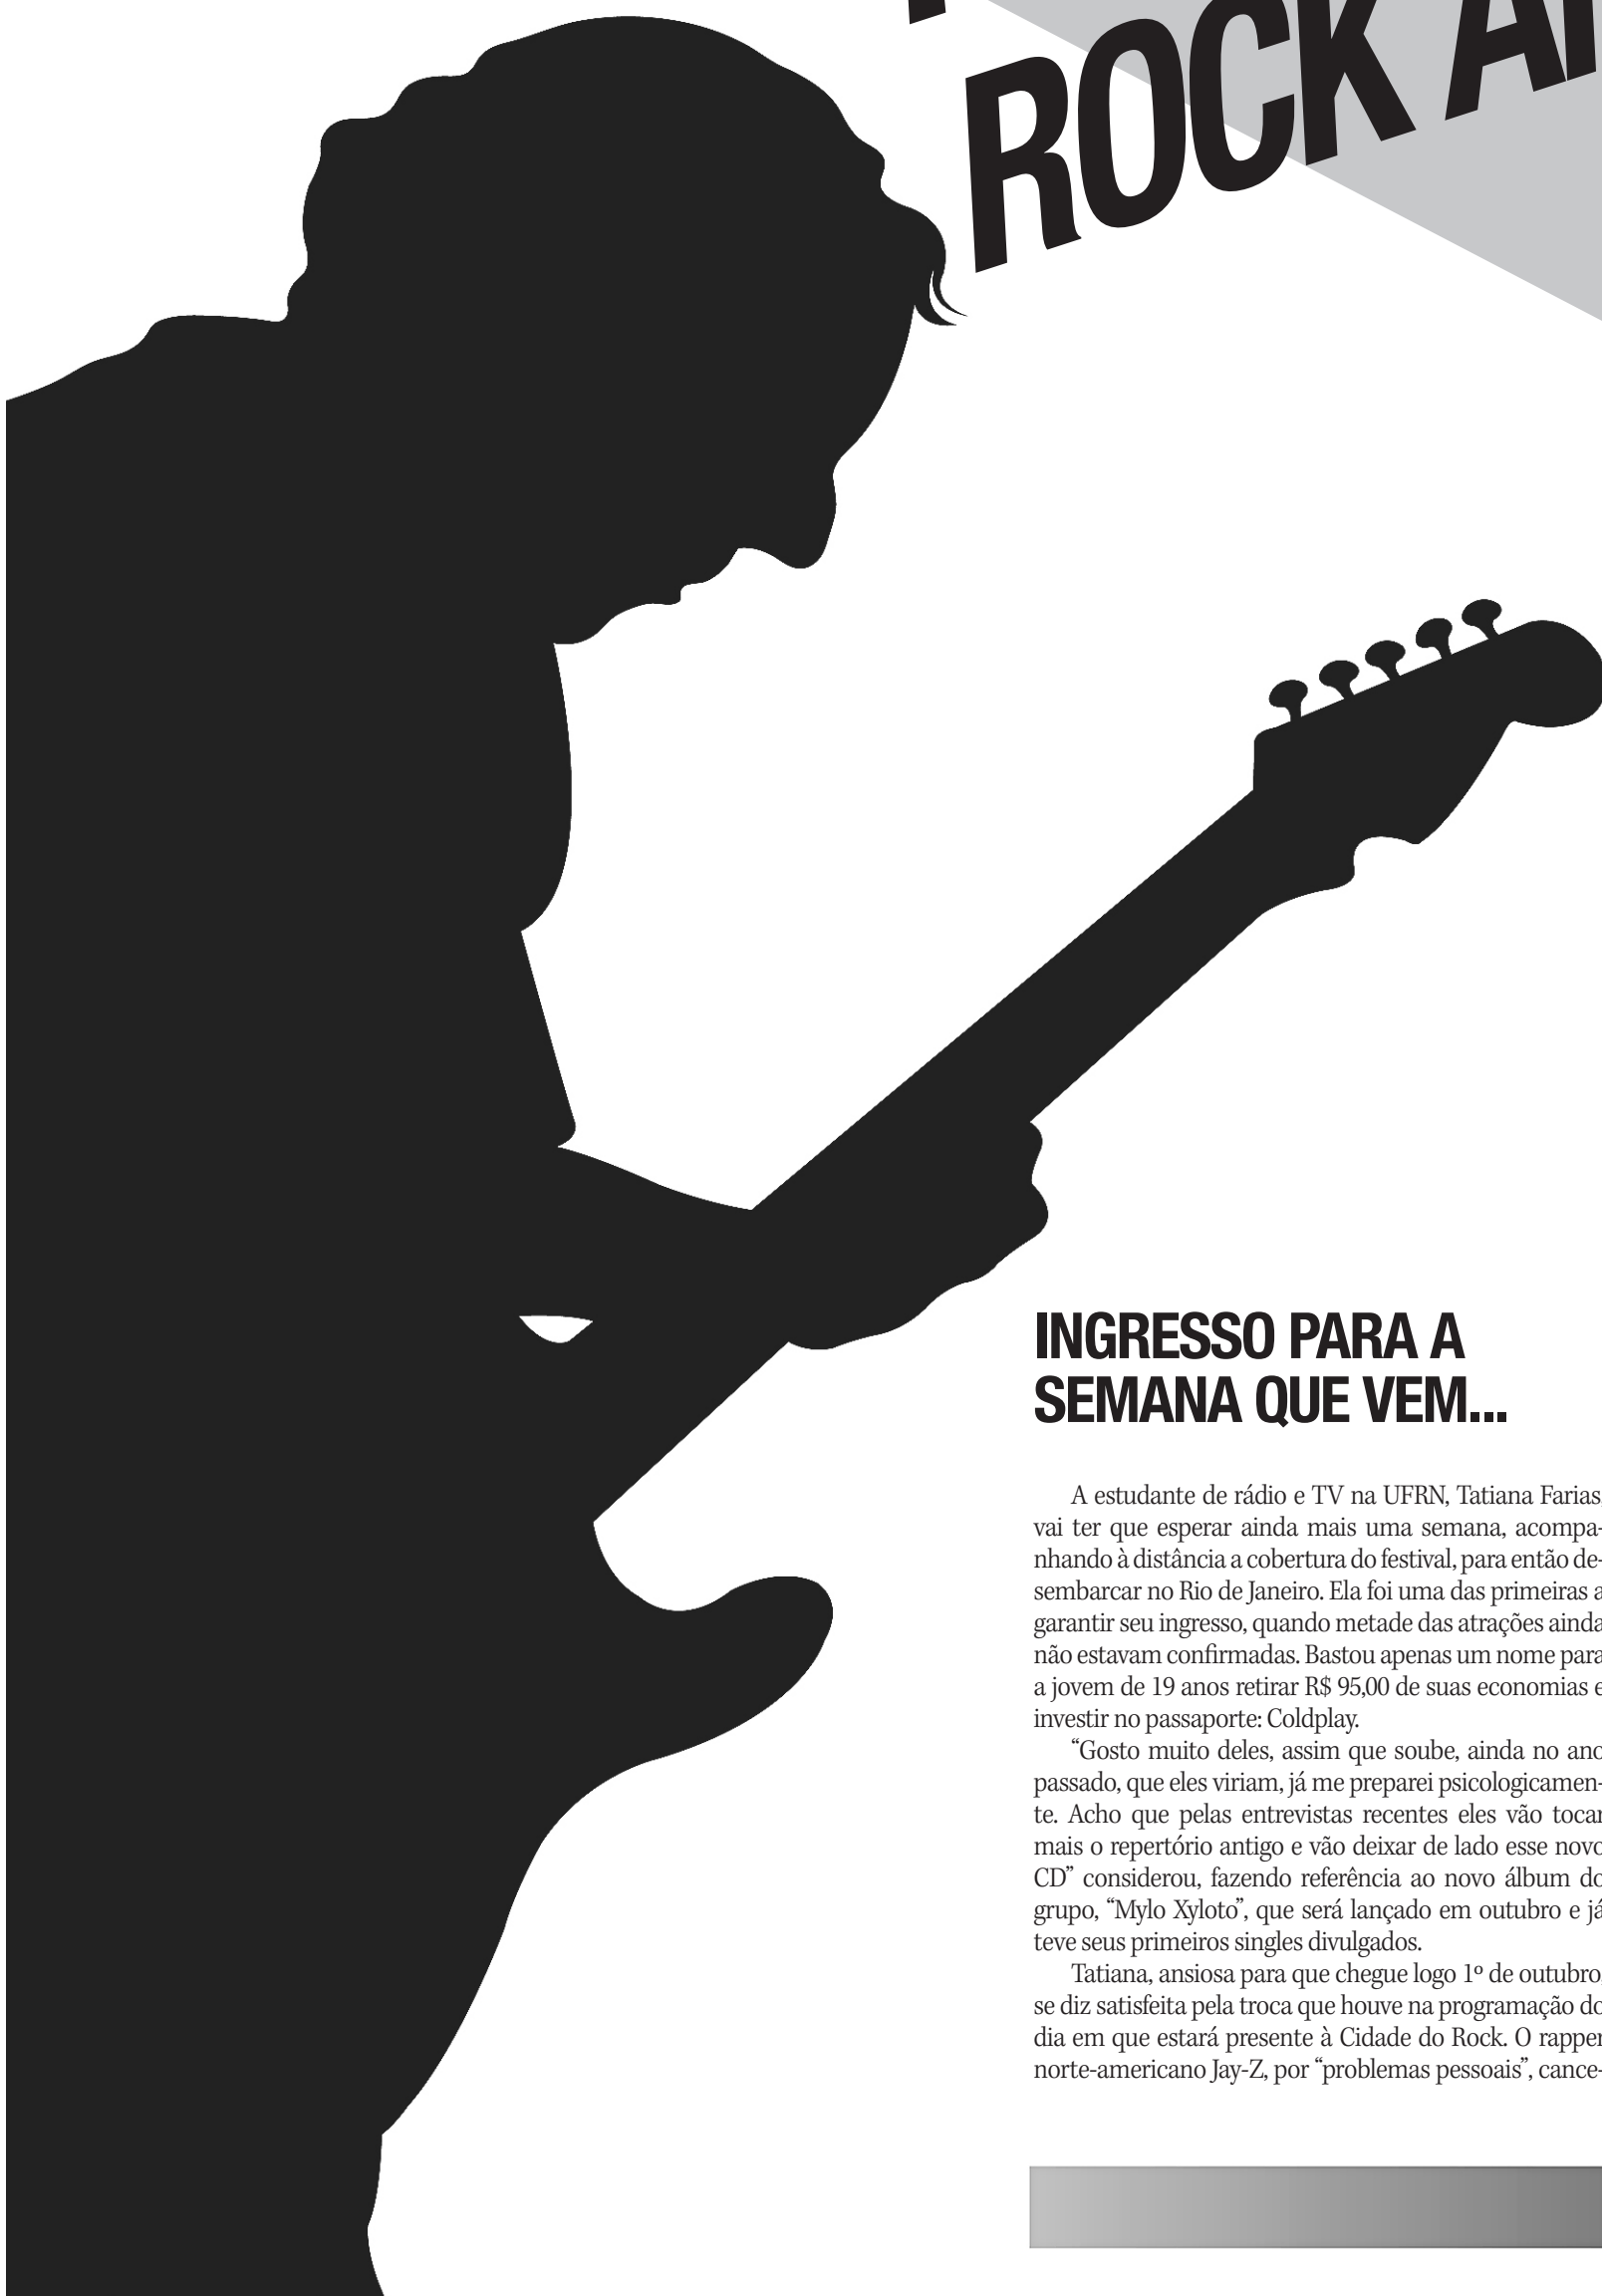 ROCK
INGRESSO PARA A
SEMANA QUE VEM...
A estudante de rádio e TV na UFRN, Tatiana Farias,
vai ter que esperar ainda mais uma semana, acompa-
nhando à distância a cobertura do festival, para então de-
sembarcar no Rio de Janeiro. Ela foi uma das primeiras a
garantir seu ingresso, quando metade das atrações ainda
não estavam confirmadas. Bastou apenas um nome para
a jovem de 19 anos retirar R$ 95,00 de suas economias e
investir no passaporte: Coldplay.
“Gosto muito deles, assim que soube, ainda no ano
passado, que eles viriam, já me preparei psicologicamen-
te. Acho que pelas entrevistas recentes eles vão tocar
mais o repertório antigo e vão deixar de lado esse novo
CD” considerou, fazendo referência ao novo álbum do
grupo, “Mylo Xyloto”, que será lançado em outubro e já
teve seus primeiros singles divulgados.
Tatiana, ansiosa para que chegue logo 1º de outubro,
se diz satisfeita pela troca que houve na programação do
dia em que estará presente à Cidade do Rock. O rapper
norte-americano Jay-Z, por “problemas pessoais”, cance-